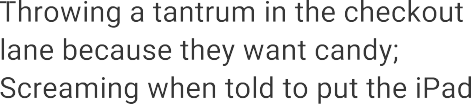 Throwing a tantrum in the checkout
lane because they want candy;
Screaming when told to put the iPad